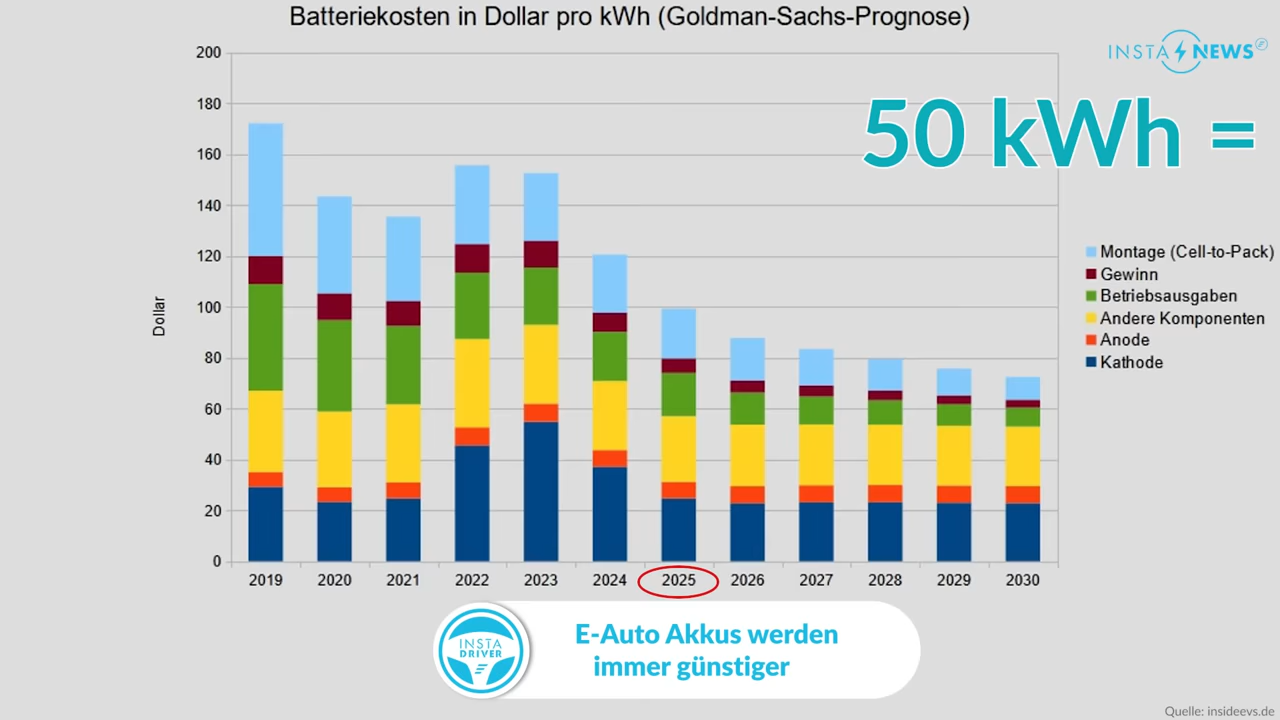 Batteriekosten in Dollar pro kWh (Goldman-Sachs-Prognose)
INSTA NEWS
50 kWh =
200
180
160
140
120
100
80
60
40
20
0
Dollar
2019 2020 2021 2022 2023 2024 2025 2026 2027 2028 2029 2030
Montage (Cell-to-Pack)
Gewinn
Betriebsausgaben
Andere Komponenten
Anode
Kathode
INSTA
DRIVER
E-Auto Akkus werden
immer günstiger
Quelle: insideevs.de